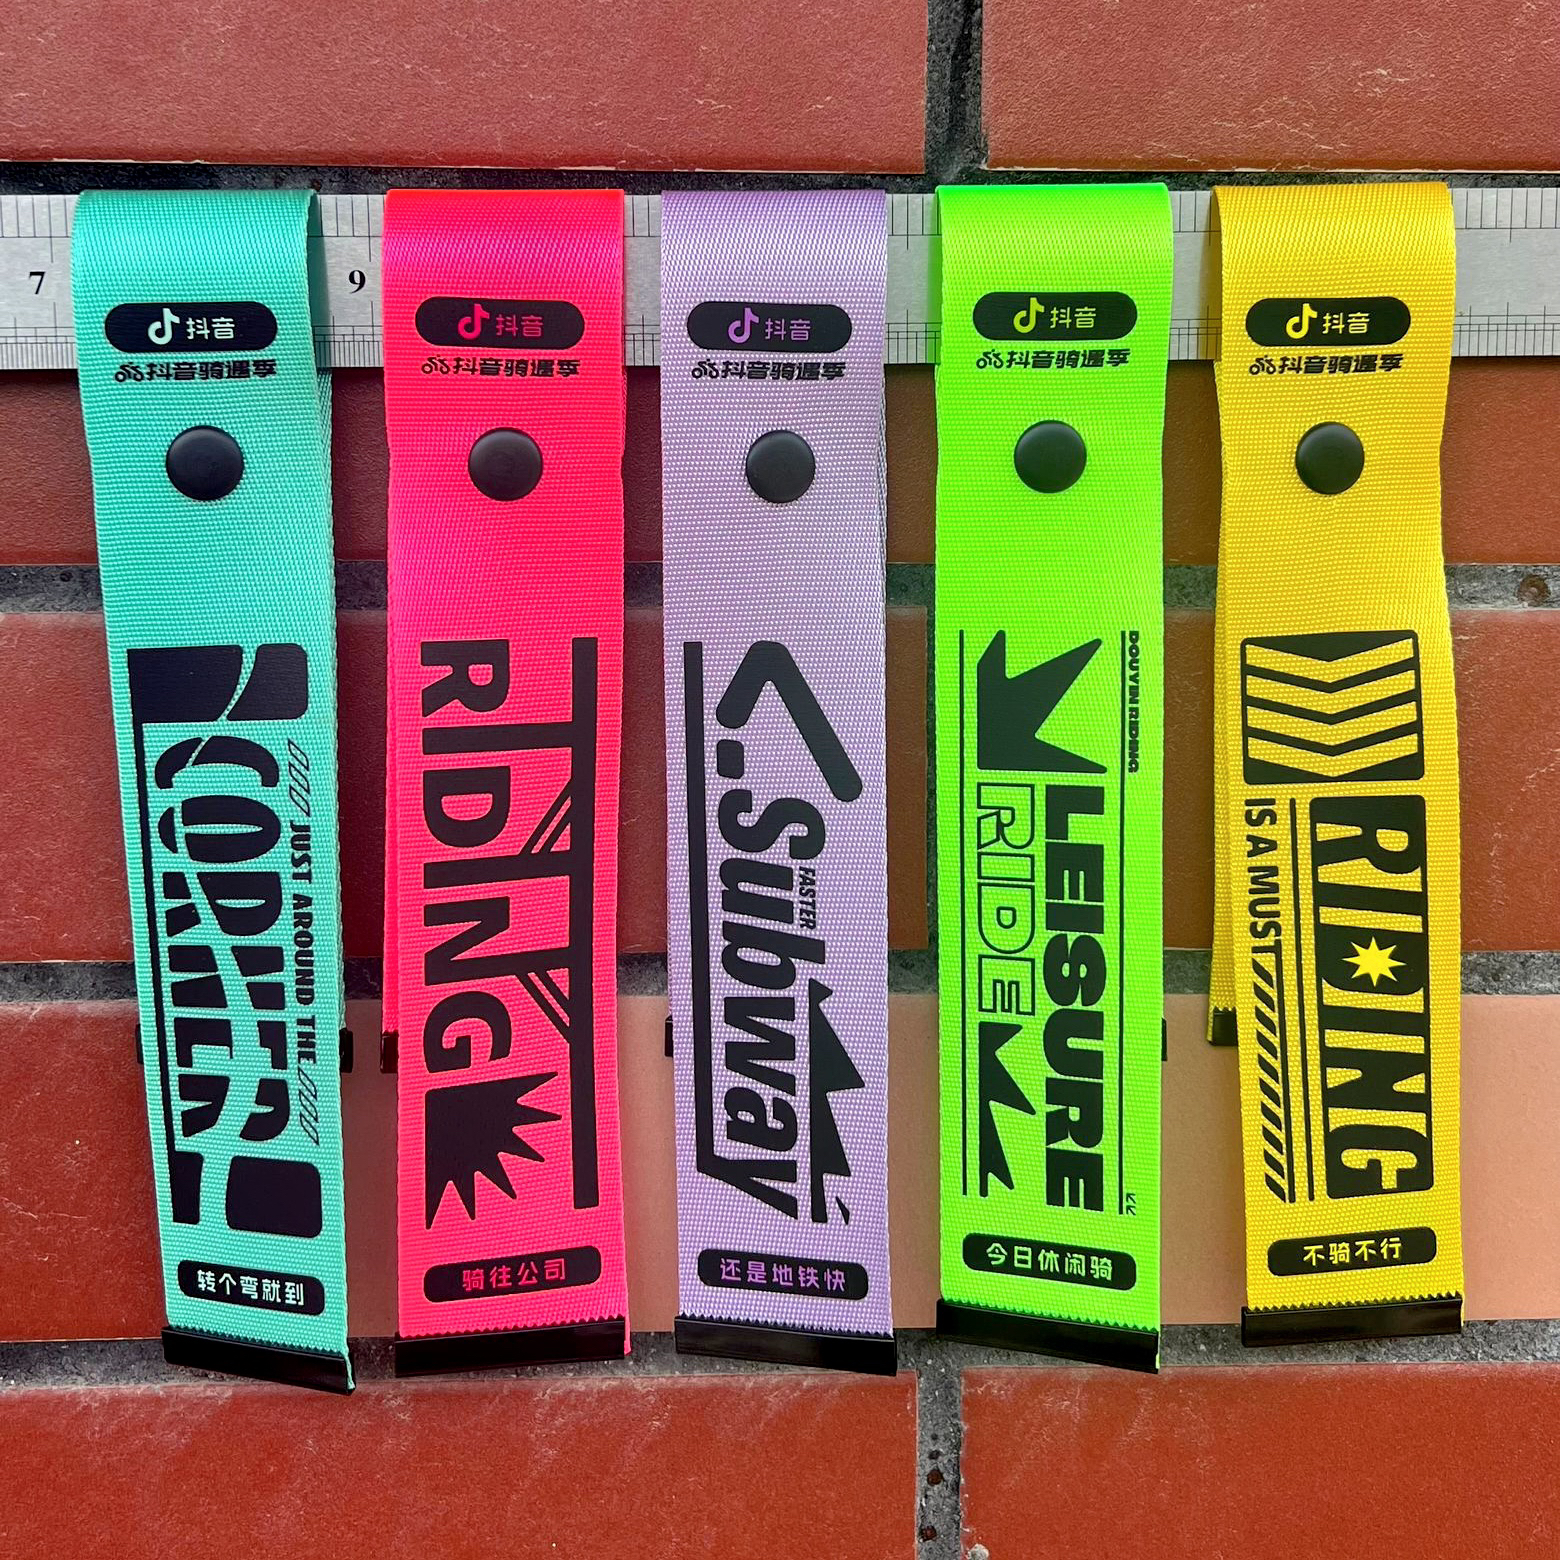 7
9
抖音
抖音骑遇季
JUST AROUND THE
CORNER
转个弯就到
抖音
抖音骑遇季
RIDING
骑往公司
抖音
抖音骑遇季
FASTER
Subway
还是地铁快
抖音
抖音骑遇季
DOUYIN RIDING
LEISURE
RIDE
今日休闲骑
抖音
抖音骑遇季
RIDING
IS A MUST
不骑不行